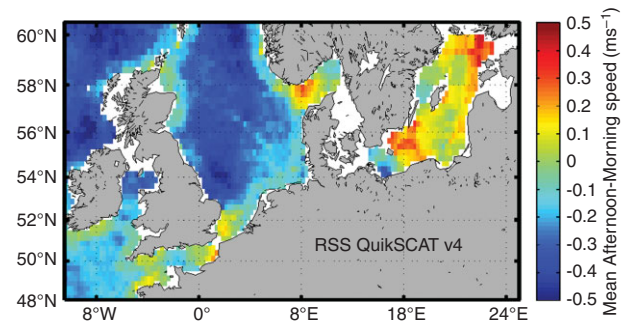 60°N
58°N
56°N
54°N
52°N
50°N
48°N
8°W
0°
8°E
18°E
24°E
RSS QuikSCAT v4
0.5
0.4
0.3
0.2
0.1
0
-0.1
-0.2
-0.3
-0.4
-0.5
Mean Afternoon-Morning speed (ms⁻¹)